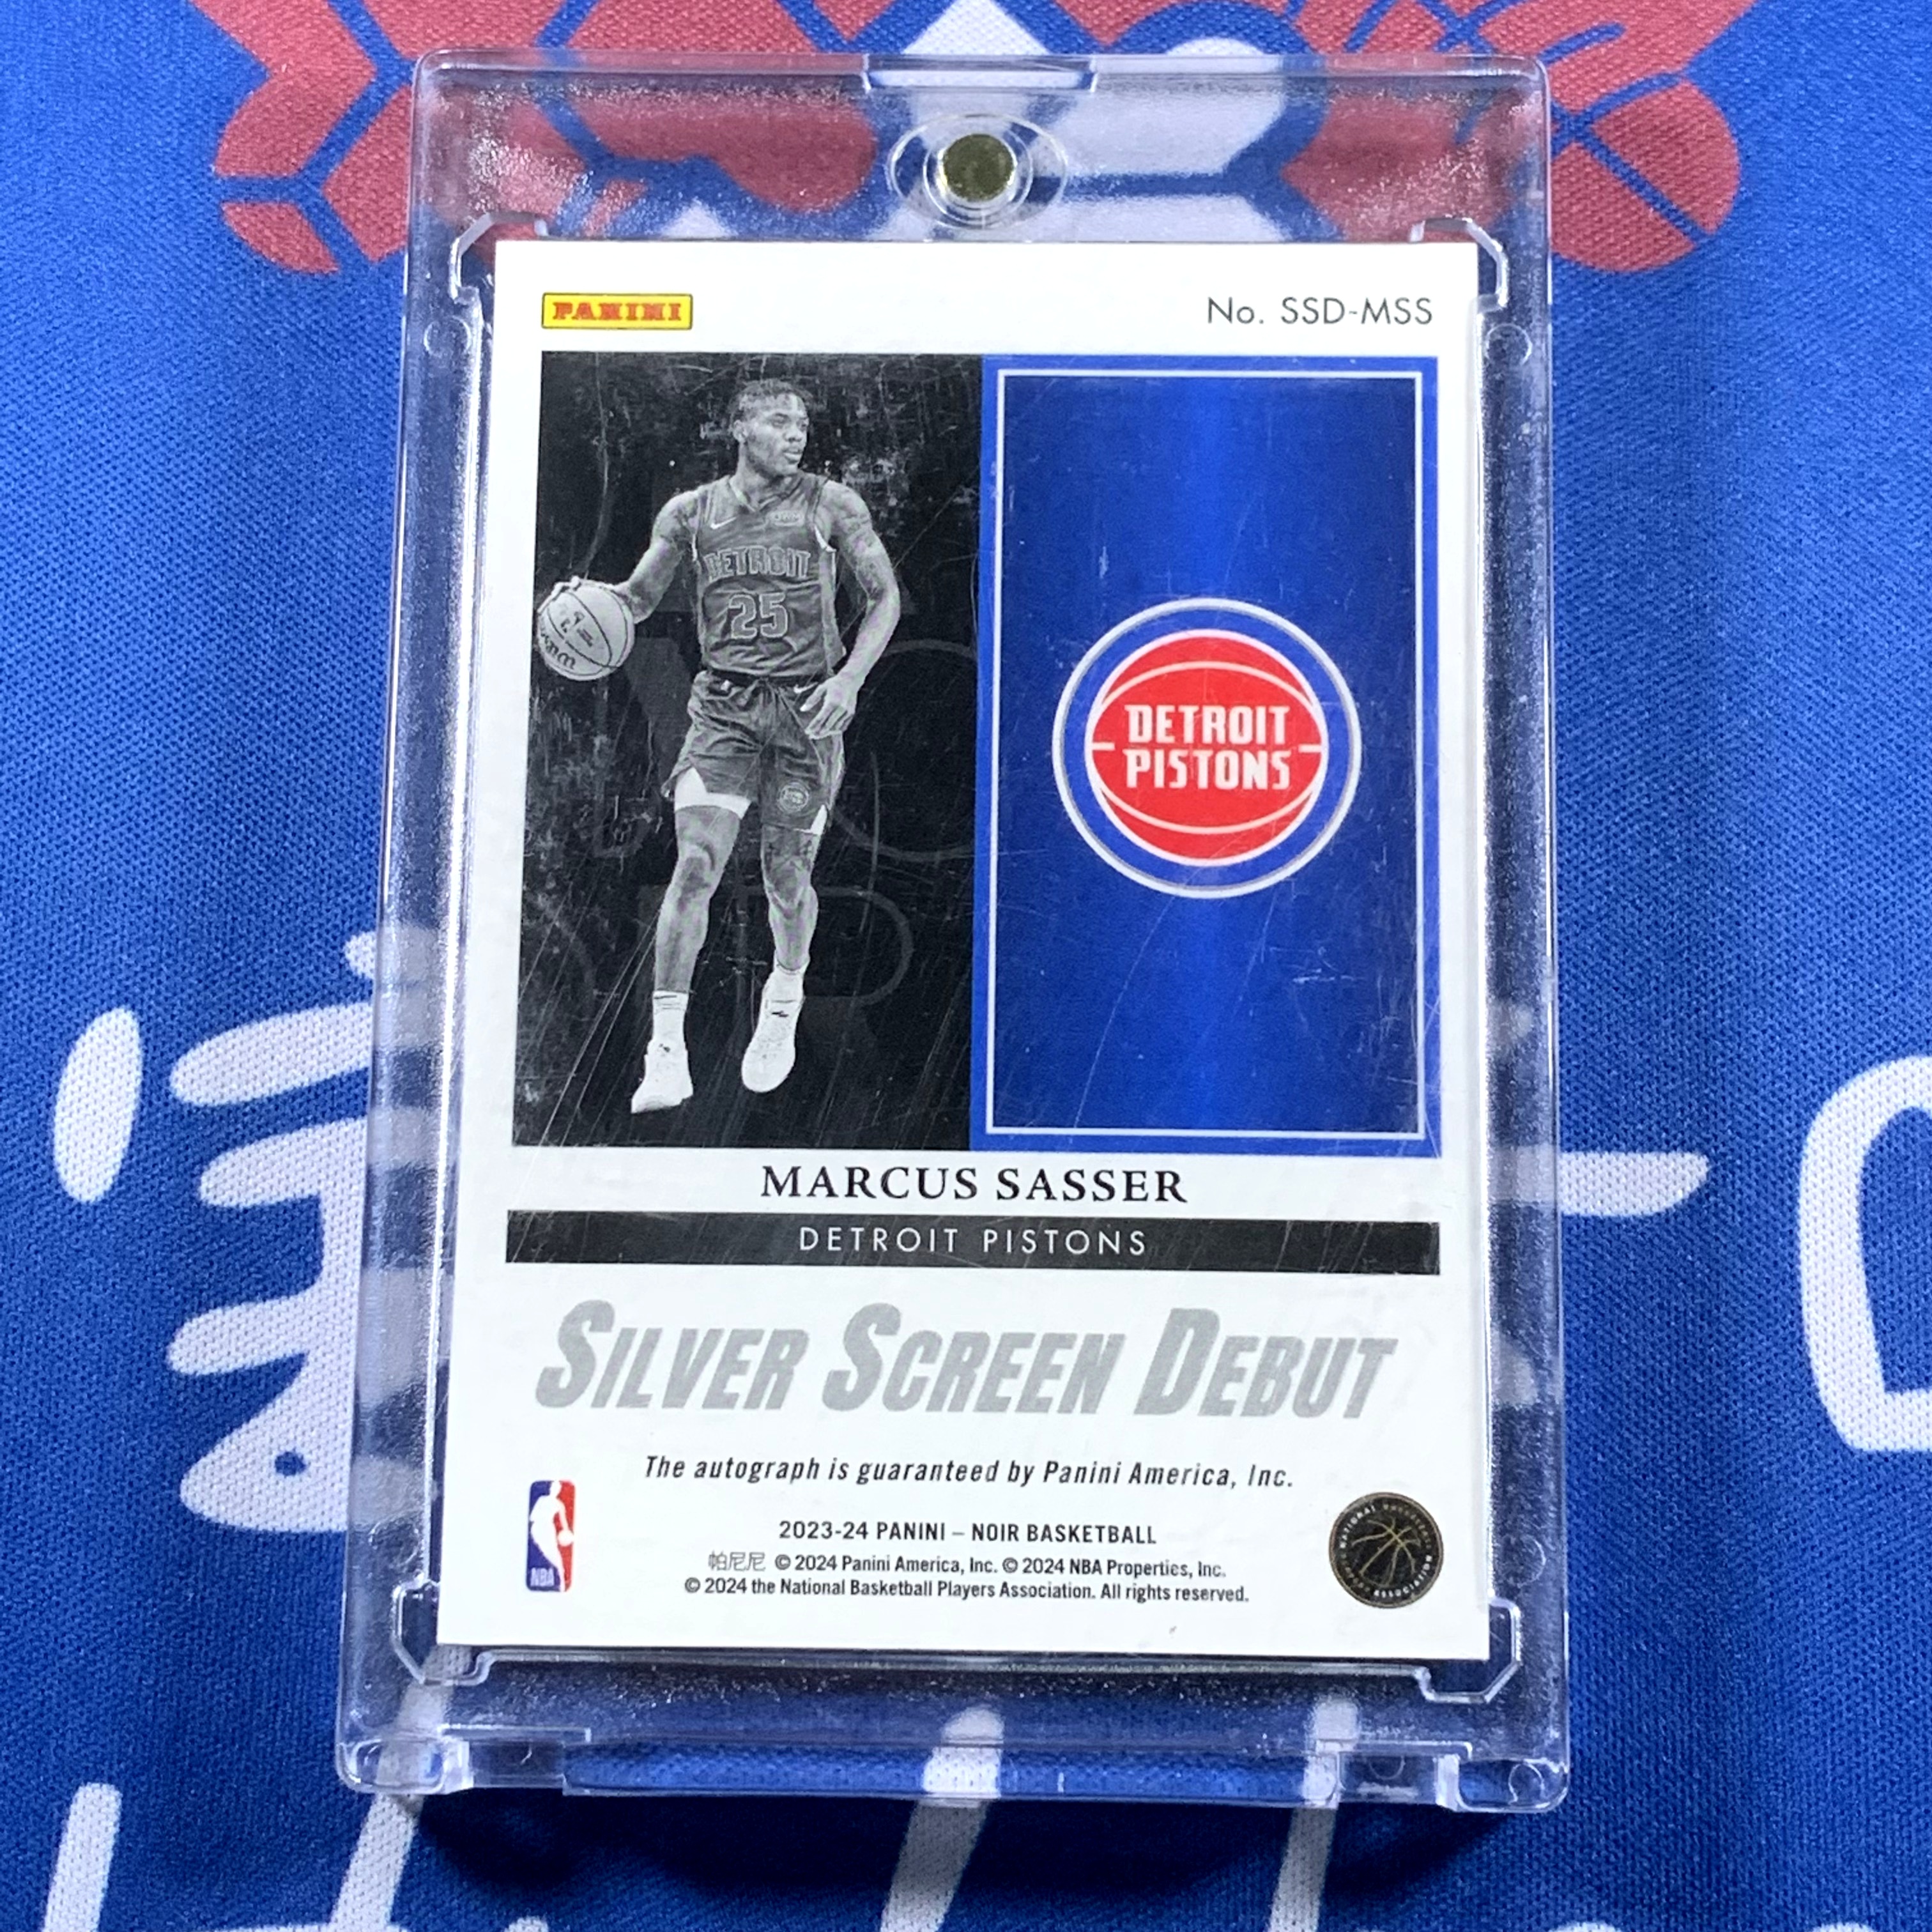 PANINI
No. SSD-MSS
DETROIT
25
DETROIT
PISTONS
MARCUS SASSER
DETROIT PISTONS
SILVER SCREEN DEBUT
The autograph is guaranteed by Panini America, Inc.
2023-24 PANINI – NOIR BASKETBALL
帕尼尼 © 2024 Panini America, Inc. © 2024 NBA Properties, Inc.
© 2024 the National Basketball Players Association. All rights reserved.
NBA